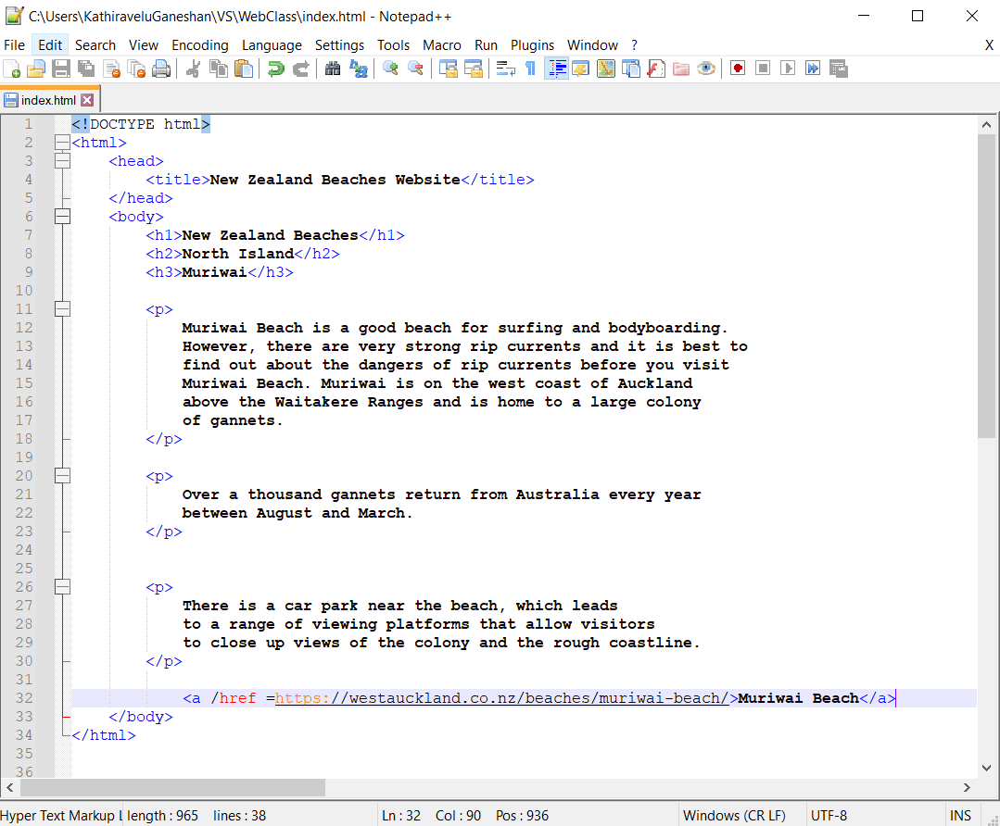 C:\Users\KathiraveluGaneshan\VS\WebClass\index.html - Notepad++
File Edit Search View Encoding Language Settings Tools Macro Run Plugins Window ? X
index.html
1 <!DOCTYPE html>
2 <html>
3 <head>
4 <title>New Zealand Beaches Website</title>
5 </head>
6 <body>
7 <h1>New Zealand Beaches</h1>
8 <h2>North Island</h2>
9 <h3>Muriwai</h3>
10
11 <p>
12 Muriwai Beach is a good beach for surfing and bodyboarding.
13 However, there are very strong rip currents and it is best to
14 find out about the dangers of rip currents before you visit
15 Muriwai Beach. Muriwai is on the west coast of Auckland
16 above the Waitakere Ranges and is home to a large colony
17 of gannets.
18 </p>
19
20 <p>
21 Over a thousand gannets return from Australia every year
22 between August and March.
23 </p>
24
25
26 <p>
27 There is a car park near the beach, which leads
28 to a range of viewing platforms that allow visitors
29 to close up views of the colony and the rough coastline.
30 </p>
31
32 <a /href =https://westauckland.co.nz/beaches/muriwai-beach/>Muriwai Beach</a>
33 </body>
34 </html>
35
36
Hyper Text Markup L length : 965 lines : 38 Ln : 32 Col : 90 Pos : 936 Windows (CR LF) UTF-8 INS